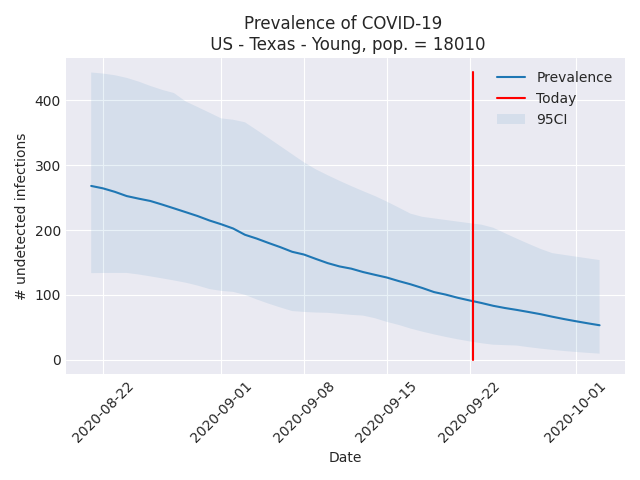 Prevalence of COVID-19
US - Texas - Young, pop. = 18010
Prevalence
Today
95CI
# undetected infections
400
300
200
100
0
2020-08-22
2020-09-01
2020-09-08
2020-09-15
2020-09-22
2020-10-01
Date